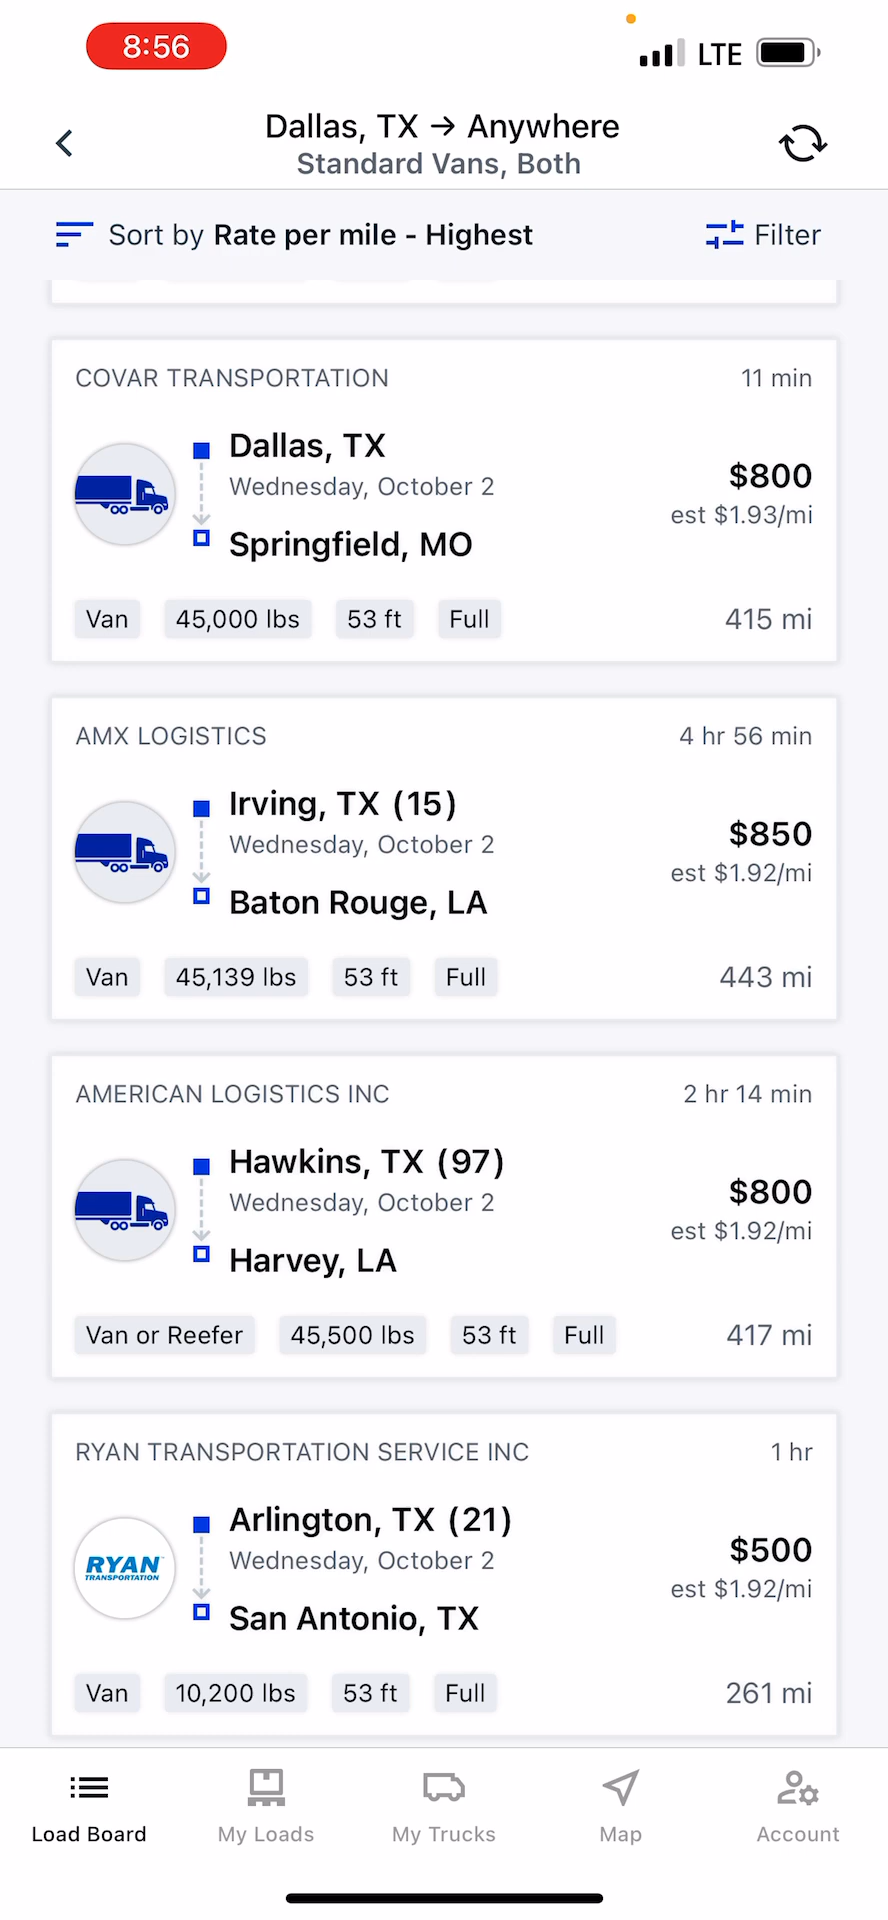 8:56
LTE
Dallas, TX → Anywhere
Standard Vans, Both
Sort by Rate per mile - Highest
Filter
COVAR TRANSPORTATION
11 min
Dallas, TX
Wednesday, October 2
Springfield, MO
$800
est $1.93/mi
Van 45,000 lbs 53 ft Full
415 mi
AMX LOGISTICS
4 hr 56 min
Irving, TX (15)
Wednesday, October 2
Baton Rouge, LA
$850
est $1.92/mi
Van 45,139 lbs 53 ft Full
443 mi
AMERICAN LOGISTICS INC
2 hr 14 min
Hawkins, TX (97)
Wednesday, October 2
Harvey, LA
$800
est $1.92/mi
Van or Reefer 45,500 lbs 53 ft Full
417 mi
RYAN TRANSPORTATION SERVICE INC
1 hr
RYAN
TRANSPORTATION
Arlington, TX (21)
Wednesday, October 2
San Antonio, TX
$500
est $1.92/mi
Van 10,200 lbs 53 ft Full
261 mi
Load Board
My Loads
My Trucks
Map
Account